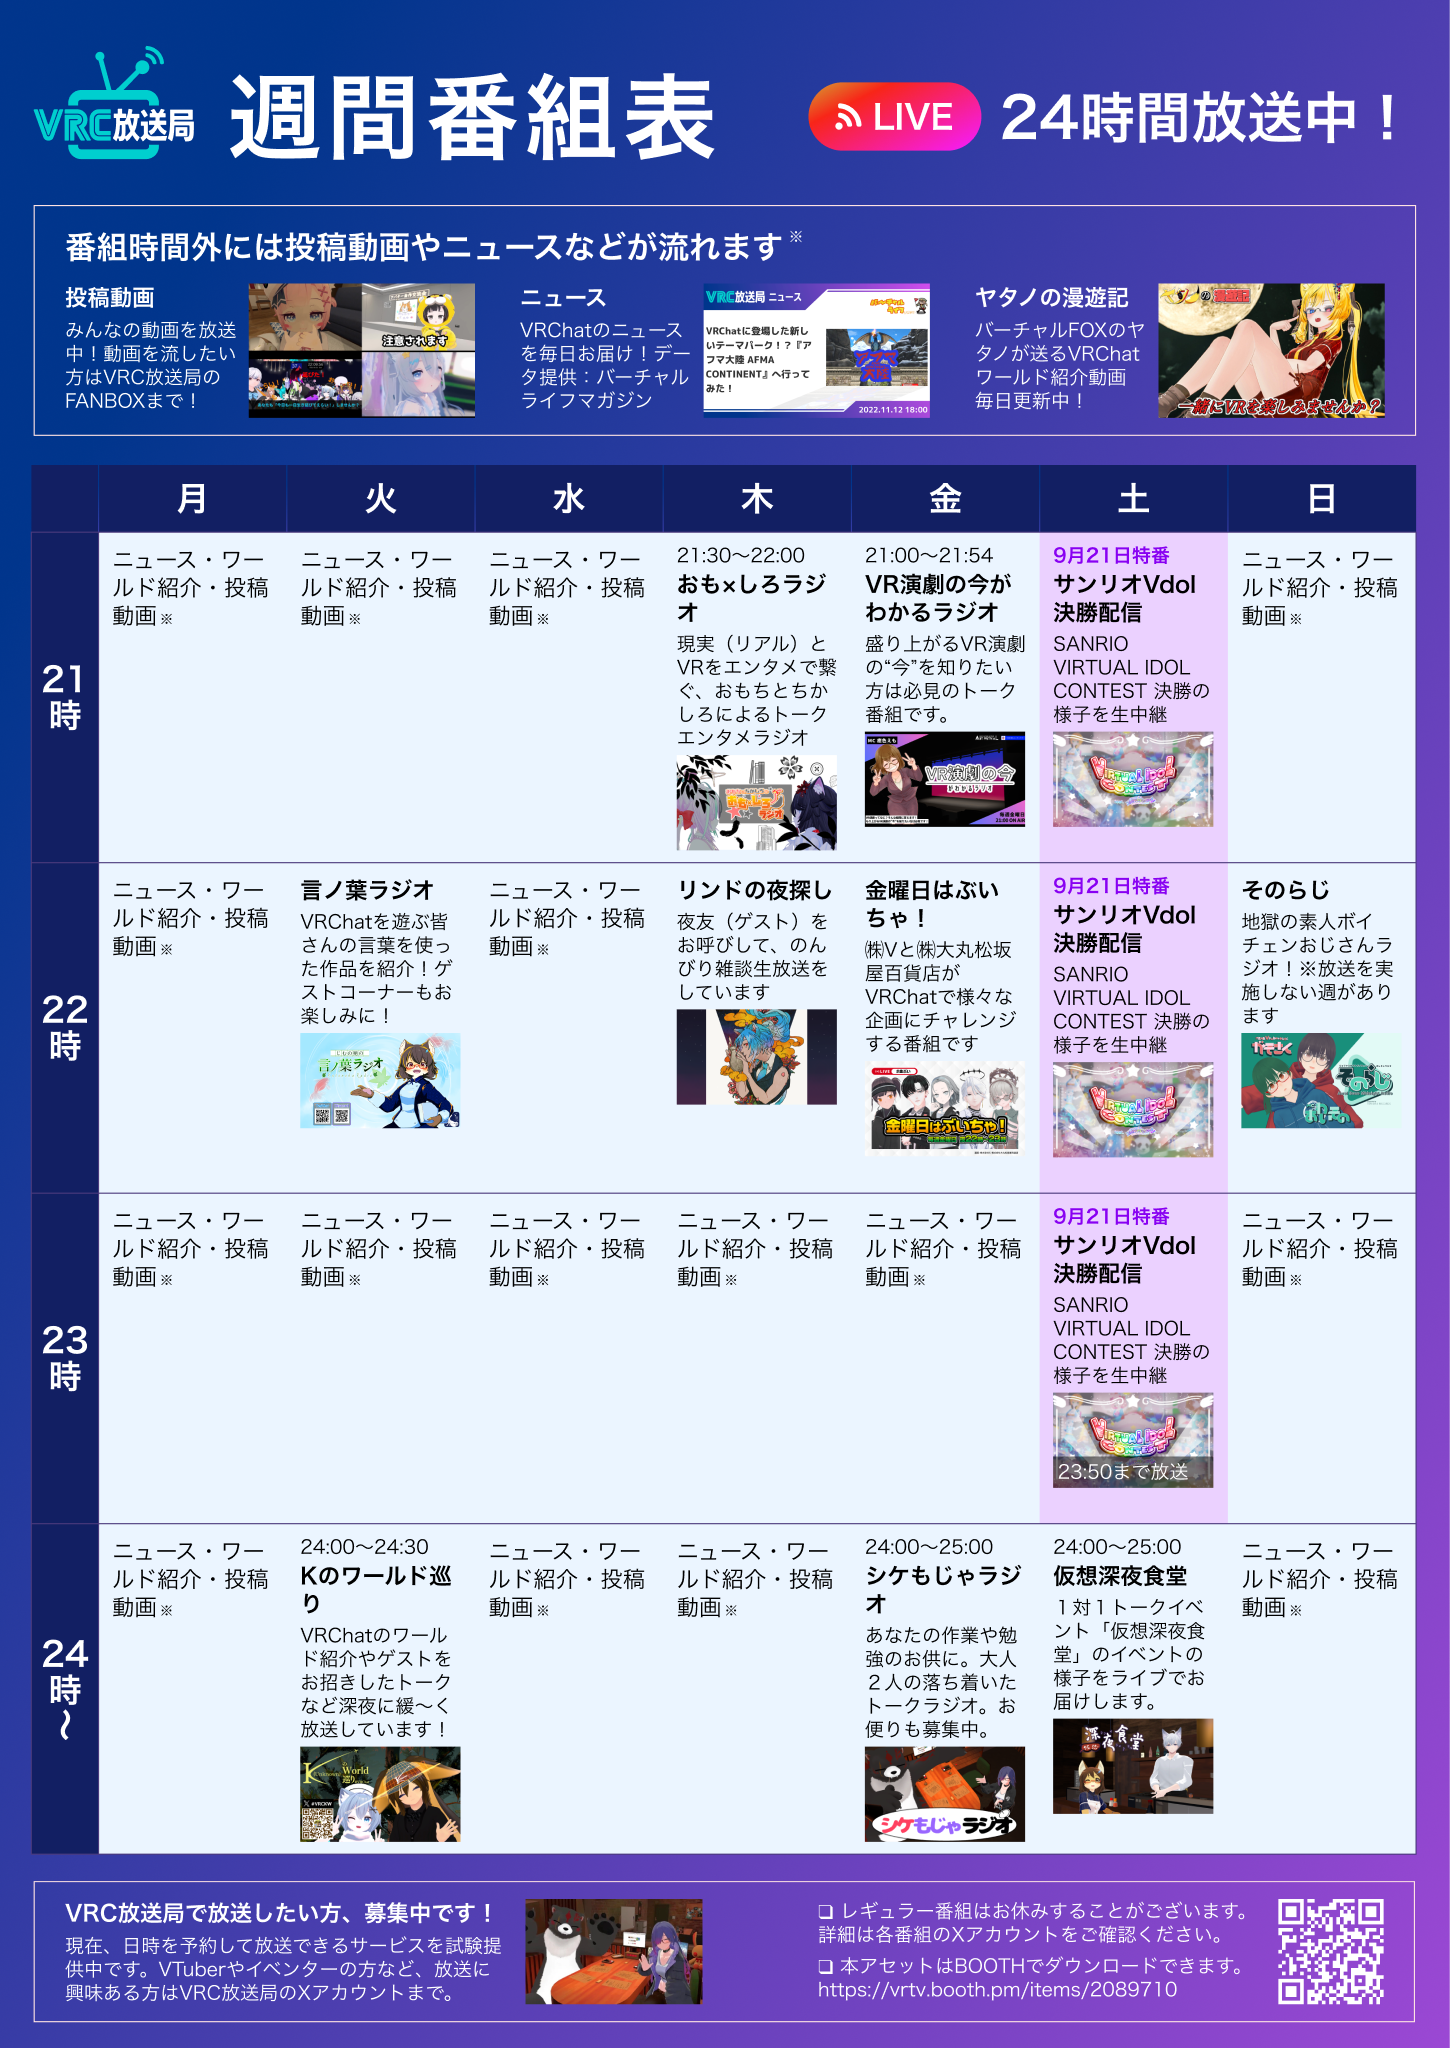 VRC放送局
週間番組表
LIVE
24時間放送中！
番組時間外には投稿動画やニュースなどが流れます※
投稿動画
みんなの動画を放送
中！動画を流したい
方はVRC放送局の
FANBOXまで！
注意されます
ニュース
VRChatのニュース
を毎日お届け！デー
タ提供：バーチャル
ライフマガジン
VRC放送局 ニュース
VRChatに登場した新し
いテーマパーク！？『ア
フマ大陸 AFMA
CONTINENT』へ行って
みた！
2022.11.12 18:00
ヤタノの漫遊記
バーチャルFOXのヤ
タノが送るVRChat
ワールド紹介動画
毎日更新中！
一緒にVRを楽しみませんか？
月
火
水
木
金
土
日
21
時
ニュース・ワー
ルド紹介・投稿
動画※
ニュース・ワー
ルド紹介・投稿
動画※
ニュース・ワー
ルド紹介・投稿
動画※
21:30〜22:00
おも×しろラジ
オ
現実（リアル）と
VRをエンタメで繋
ぐ、おもちとちか
しろによるトーク
エンタメラジオ
21:00〜21:54
VR演劇の今が
わかるラジオ
盛り上がるVR演劇
の“今”を知りたい
方は必見のトーク
番組です。
VR演劇の今
がわかるラジオ
毎週金曜日
21:00 ON AIR
9月21日特番
サンリオVdol
決勝配信
SANRIO
VIRTUAL IDOL
CONTEST 決勝の
様子を生中継
VIRTUAL IDOL
CONTEST
ニュース・ワー
ルド紹介・投稿
動画※
22
時
ニュース・ワー
ルド紹介・投稿
動画※
言ノ葉ラジオ
VRChatを遊ぶ皆
さんの言葉を使っ
た作品を紹介！ゲ
ストコーナーもお
楽しみに！
言ノ葉ラジオ
ニュース・ワー
ルド紹介・投稿
動画※
リンドの夜探し
夜友（ゲスト）を
お呼びして、のん
びり雑談生放送を
しています
金曜日はぶい
ちゃ！
㈱Vと㈱大丸松坂
屋百貨店が
VRChatで様々な
企画にチャレンジ
する番組です
金曜日はぶいちゃ！
9月21日特番
サンリオVdol
決勝配信
SANRIO
VIRTUAL IDOL
CONTEST 決勝の
様子を生中継
VIRTUAL IDOL
CONTEST
そのらじ
地獄の素人ボイ
チェンおじさんラ
ジオ！※放送を実
施しない週があり
ます
そのらじ
23
時
ニュース・ワー
ルド紹介・投稿
動画※
ニュース・ワー
ルド紹介・投稿
動画※
ニュース・ワー
ルド紹介・投稿
動画※
ニュース・ワー
ルド紹介・投稿
動画※
ニュース・ワー
ルド紹介・投稿
動画※
9月21日特番
サンリオVdol
決勝配信
SANRIO
VIRTUAL IDOL
CONTEST 決勝の
様子を生中継
VIRTUAL IDOL
CONTEST
23:50まで放送
ニュース・ワー
ルド紹介・投稿
動画※
24
時
〜
ニュース・ワー
ルド紹介・投稿
動画※
24:00〜24:30
Kのワールド巡
り
VRChatのワール
ド紹介やゲストを
お招きしたトーク
など深夜に緩〜く
放送しています！
World
巡り
#VRCKW
ニュース・ワー
ルド紹介・投稿
動画※
ニュース・ワー
ルド紹介・投稿
動画※
24:00〜25:00
シケもじゃラジ
オ
あなたの作業や勉
強のお供に。大人
２人の落ち着いた
トークラジオ。お
便りも募集中。
シケもじゃラジオ
24:00〜25:00
仮想深夜食堂
１対１トークイベ
ント「仮想深夜食
堂」のイベントの
様子をライブでお
届けします。
深夜食堂
ニュース・ワー
ルド紹介・投稿
動画※
VRC放送局で放送したい方、募集中です！
現在、日時を予約して放送できるサービスを試験提
供中です。VTuberやイベンターの方など、放送に
興味ある方はVRC放送局のXアカウントまで。
❏ レギュラー番組はお休みすることがございます。
詳細は各番組のXアカウントをご確認ください。
❏ 本アセットはBOOTHでダウンロードできます。
https://vrtv.booth.pm/items/2089710